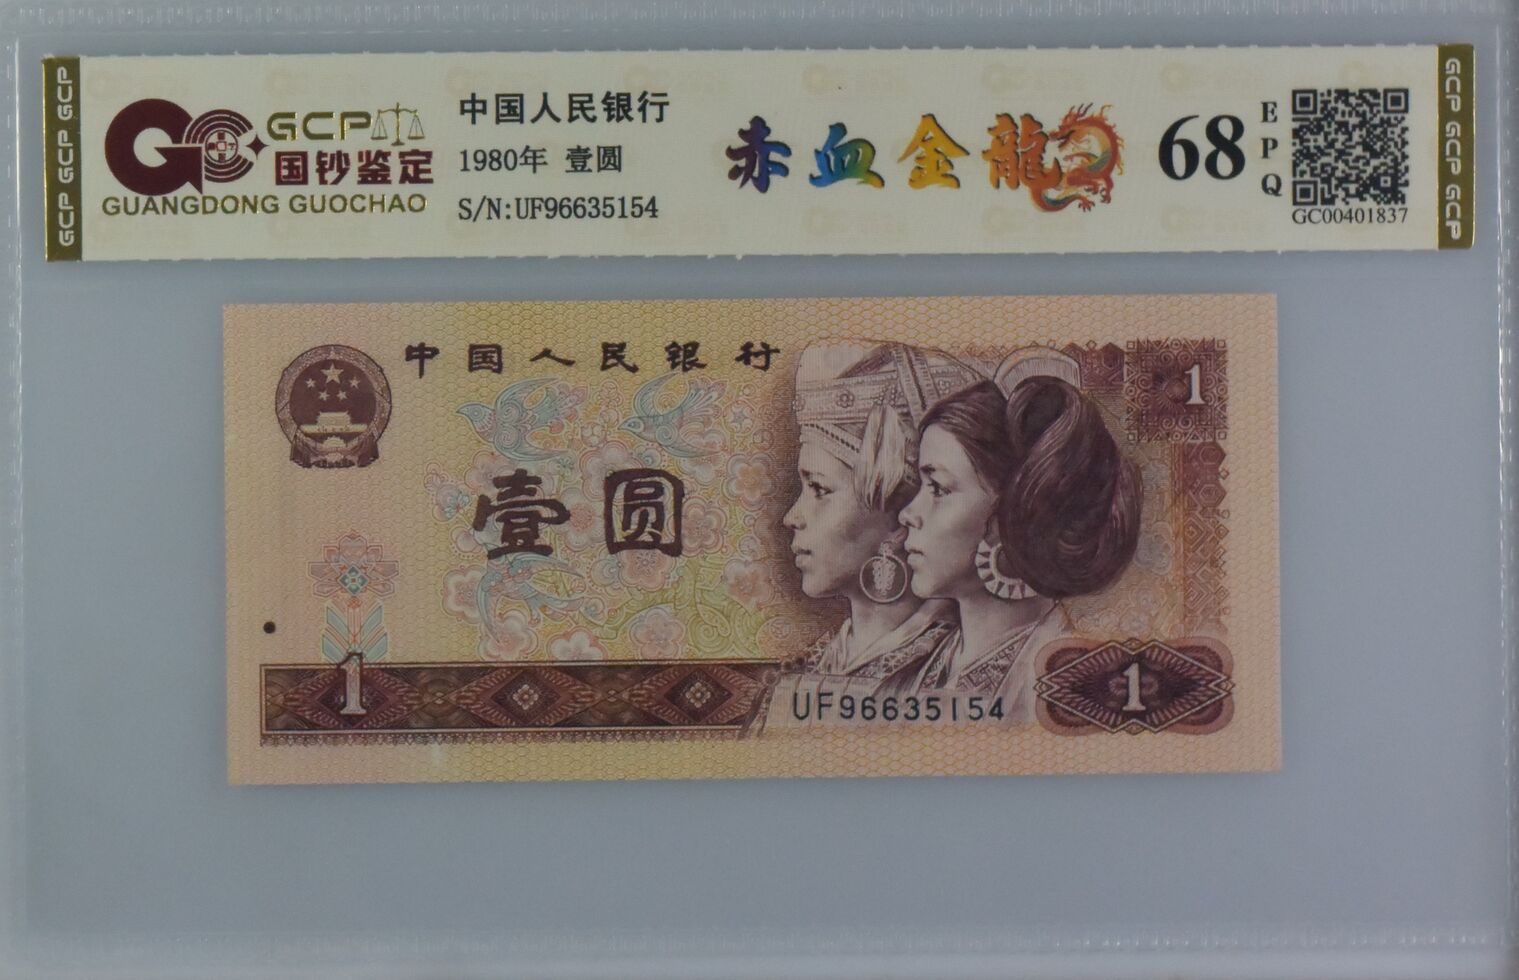 GCP GCP GCP
GCP
国钞鉴定
GUANGDONG GUOCHAO
中国人民银行
1980年 壹圆
S/N:UF96635154
赤血金龍
68
EPQ
GC00401837
GCP GCP GCP
中国人民银行
1
壹圆
1
UF96635154
1